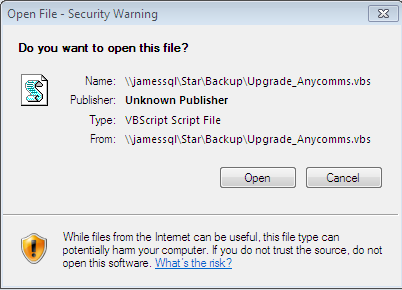 Open File - Security Warning
Do you want to open this file?
Name: \\jamessql\Star\Backup\Upgrade_Anycomms.vbs
Publisher: Unknown Publisher
Type: VBScript Script File
From: \\jamessql\Star\Backup\Upgrade_Anycomms.vbs
Open Cancel
While files from the Internet can be useful, this file type can
potentially harm your computer. If you do not trust the source, do not
open this software. What's the risk?